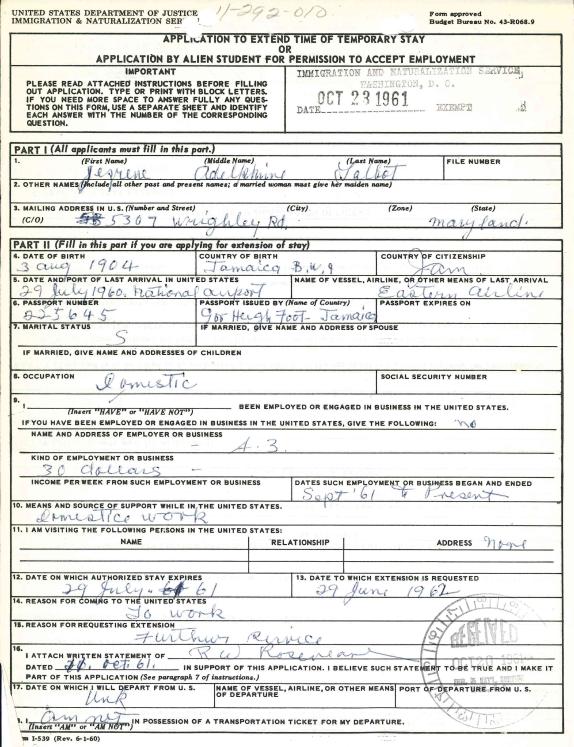 UNITED STATES DEPARTMENT OF JUSTICE
IMMIGRATION & NATURALIZATION SER
11-292-010
Form approved
Budget Bureau No. 43-R068.9
APPLICATION TO EXTEND TIME OF TEMPORARY STAY
OR
APPLICATION BY ALIEN STUDENT FOR PERMISSION TO ACCEPT EMPLOYMENT
IMPORTANT
PLEASE READ ATTACHED INSTRUCTIONS BEFORE FILLING
OUT APPLICATION. TYPE OR PRINT WITH BLOCK LETTERS.
IF YOU NEED MORE SPACE TO ANSWER FULLY ANY QUES-
TIONS ON THIS FORM, USE A SEPARATE SHEET AND IDENTIFY
EACH ANSWER WITH THE NUMBER OF THE CORRESPONDING
QUESTION.
IMMIGRATION AND NATURALIZATION SERVICE,
WASHINGTON, D. C.
DATE OCT 23 1961 EXEMPT
PART I (All applicants must fill in this part.)
1. (First Name) (Middle Name) (Last Name) FILE NUMBER
Talbot
2. OTHER NAMES (Include all other past and present names; a married woman must give her maiden name)
3. MAILING ADDRESS IN U.S. (Number and Street) (City) (Zone) (State)
(C/O) 5307 Wrighley Rd. maryland.
PART II (Fill in this part if you are applying for extension of stay)
4. DATE OF BIRTH COUNTRY OF BIRTH COUNTRY OF CITIZENSHIP
3 aug 1904 Jamaica B.W.I Jam
5. DATE AND/PORT OF LAST ARRIVAL IN UNITED STATES NAME OF VESSEL, AIRLINE, OR OTHER MEANS OF LAST ARRIVAL
29 July 1960, National airport Eastern Airline
6. PASSPORT NUMBER PASSPORT ISSUED BY (Name of Country) PASSPORT EXPIRES ON
225645 Jamaica
7. MARITAL STATUS IF MARRIED, GIVE NAME AND ADDRESS OF SPOUSE
S
IF MARRIED, GIVE NAME AND ADDRESSES OF CHILDREN
8. OCCUPATION SOCIAL SECURITY NUMBER
Domestic
9.
I BEEN EMPLOYED OR ENGAGED IN BUSINESS IN THE UNITED STATES.
(Insert "HAVE" or "HAVE NOT")
IF YOU HAVE BEEN EMPLOYED OR ENGAGED IN BUSINESS IN THE UNITED STATES, GIVE THE FOLLOWING: no
NAME AND ADDRESS OF EMPLOYER OR BUSINESS
A-3
KIND OF EMPLOYMENT OR BUSINESS
30 dollars -
INCOME PER WEEK FROM SUCH EMPLOYMENT OR BUSINESS DATES SUCH EMPLOYMENT OR BUSINESS BEGAN AND ENDED
Sept '61 to Present
10. MEANS AND SOURCE OF SUPPORT WHILE IN THE UNITED STATES.
Domestice work
11. I AM VISITING THE FOLLOWING PERSONS IN THE UNITED STATES:
NAME RELATIONSHIP ADDRESS None
12. DATE ON WHICH AUTHORIZED STAY EXPIRES 13. DATE TO WHICH EXTENSION IS REQUESTED
29 July 61 29 June 1962
14. REASON FOR COMING TO THE UNITED STATES
To work
15. REASON FOR REQUESTING EXTENSION
Further Service
16.
I ATTACH WRITTEN STATEMENT OF R W
DATED Oct 61. IN SUPPORT OF THIS APPLICATION. I BELIEVE SUCH STATEMENT TO BE TRUE AND I MAKE IT
PART OF THIS APPLICATION (See paragraph 7 of instructions.)
RECEIVED
17. DATE ON WHICH I WILL DEPART FROM U. S. NAME OF VESSEL, AIRLINE, OR OTHER MEANS OF DEPARTURE PORT OF DEPARTURE FROM U. S.
Unk
I am not IN POSSESSION OF A TRANSPORTATION TICKET FOR MY DEPARTURE.
(Insert "AM" or "AM NOT")
m I-539 (Rev. 6-1-60)